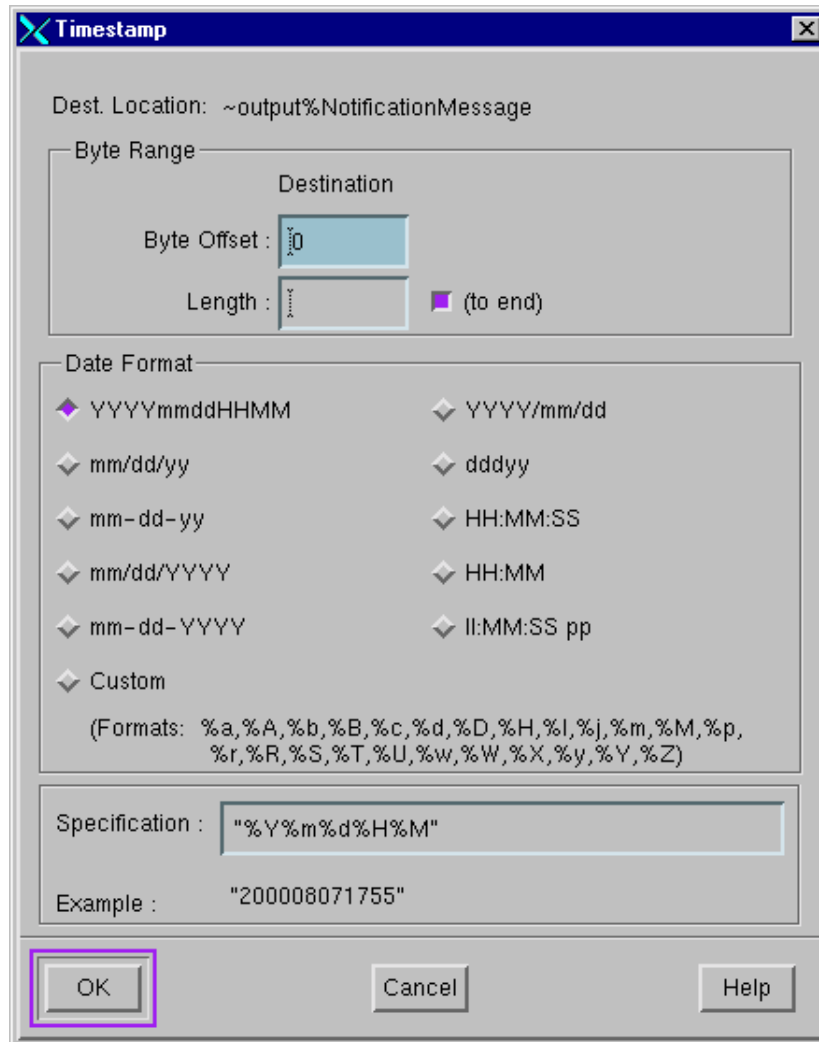 Timestamp
Dest. Location: ~output%NotificationMessage
Byte Range
Destination
Byte Offset : 0
Length : (to end)
Date Format
YYYYmmddHHMM YYYY/mm/dd
mm/dd/yy dddyy
mm-dd-yy HH:MM:SS
mm/dd/YYYY HH:MM
mm-dd-YYYY II:MM:SS pp
Custom
(Formats: %a,%A,%b,%B,%c,%d,%D,%H,%I,%j,%m,%M,%p,
%r,%R,%S,%T,%U,%w,%W,%X,%y,%Y,%Z)
Specification : "%Y%m%d%H%M"
Example : "200008071755"
OK Cancel Help